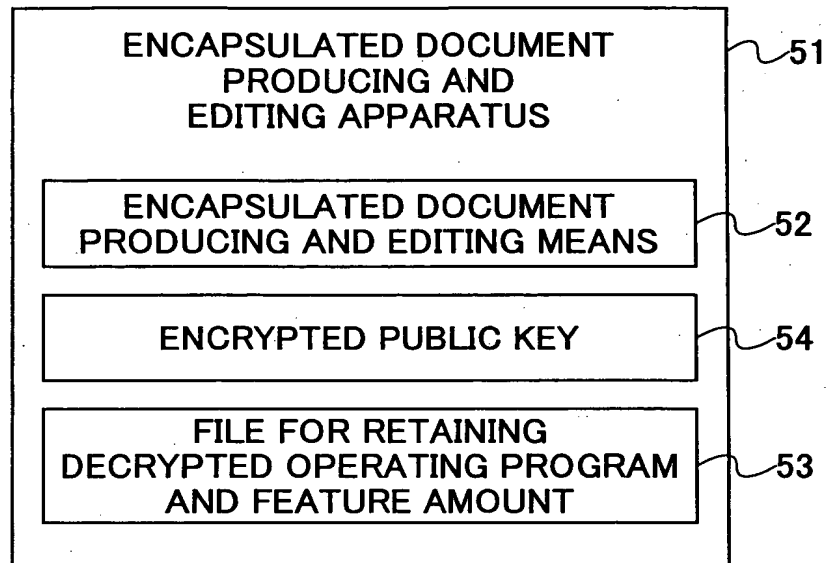 ENCAPSULATED DOCUMENT
PRODUCING AND
EDITING APPARATUS
51
ENCAPSULATED DOCUMENT
PRODUCING AND EDITING MEANS
52
ENCRYPTED PUBLIC KEY
54
FILE FOR RETAINING
DECRYPTED OPERATING PROGRAM
AND FEATURE AMOUNT
53